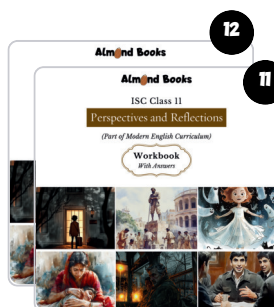 12
Almond Books
11
Almond Books
ISC Class 11
Perspectives and Reflections
(Part of Modern English Curriculum)
Workbook
With Answers